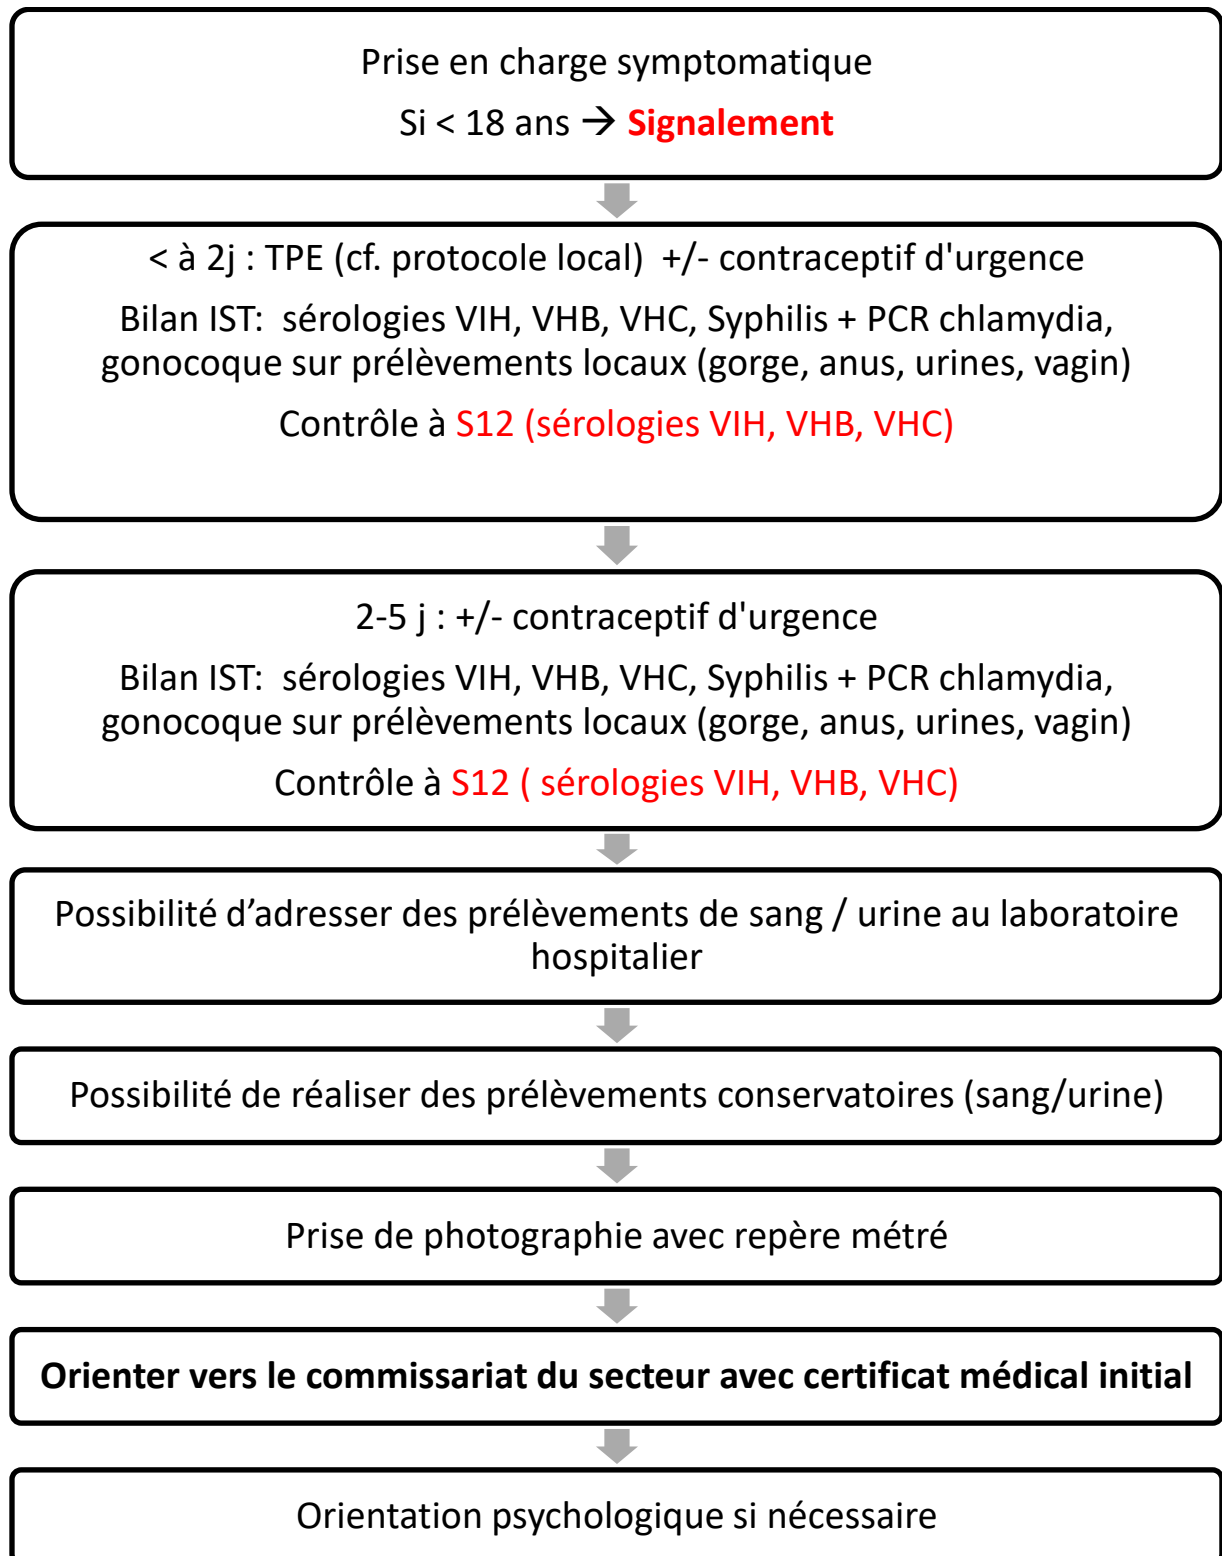 Prise en charge symptomatique
Si < 18 ans → Signalement
< à 2j : TPE (cf. protocole local) +/- contraceptif d'urgence
Bilan IST: sérologies VIH, VHB, VHC, Syphilis + PCR chlamydia,
gonocoque sur prélèvements locaux (gorge, anus, urines, vagin)
Contrôle à S12 (sérologies VIH, VHB, VHC)
2-5 j : +/- contraceptif d'urgence
Bilan IST: sérologies VIH, VHB, VHC, Syphilis + PCR chlamydia,
gonocoque sur prélèvements locaux (gorge, anus, urines, vagin)
Contrôle à S12 ( sérologies VIH, VHB, VHC)
Possibilité d’adresser des prélèvements de sang / urine au laboratoire
hospitalier
Possibilité de réaliser des prélèvements conservatoires (sang/urine)
Prise de photographie avec repère métré
Orienter vers le commissariat du secteur avec certificat médical initial
Orientation psychologique si nécessaire